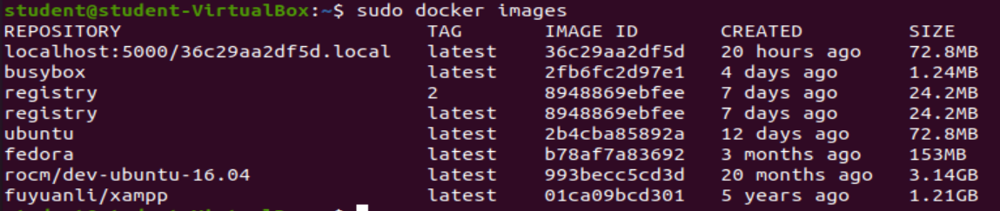 student@student-VirtualBox:~$ sudo docker images
REPOSITORY TAG IMAGE ID CREATED SIZE
localhost:5000/36c29aa2df5d.local latest 36c29aa2df5d 20 hours ago 72.8MB
busybox latest 2fb6fc2d97e1 4 days ago 1.24MB
registry 2 8948869ebfee 7 days ago 24.2MB
registry latest 8948869ebfee 7 days ago 24.2MB
ubuntu latest 2b4cba85892a 12 days ago 72.8MB
fedora latest b78af7a83692 3 months ago 153MB
rocm/dev-ubuntu-16.04 latest 993becc5cd3d 20 months ago 3.14GB
fuyuanli/xampp latest 01ca09bcd301 5 years ago 1.21GB